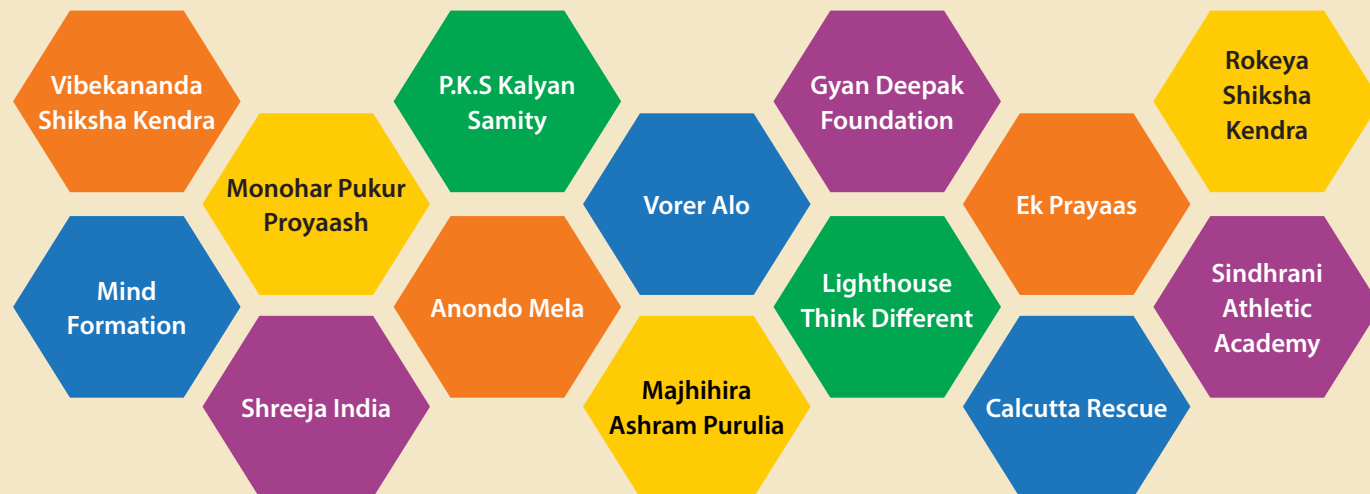 Vibekananda
Shiksha Kendra
P.K.S Kalyan
Samity
Gyan Deepak
Foundation
Rokeya
Shiksha
Kendra
Monohar Pukur
Proyaash
Vorer Alo
Ek Prayaas
Mind
Formation
Anondo Mela
Lighthouse
Think Different
Sindhrani
Athletic
Academy
Shreeja India
Majhihira
Ashram Purulia
Calcutta Rescue